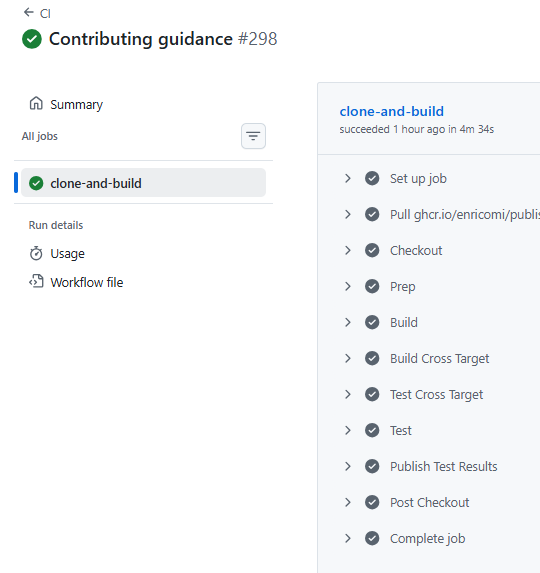 CI
Contributing guidance #298
Summary
All jobs
clone-and-build
Run details
Usage
Workflow file
clone-and-build
succeeded 1 hour ago in 4m 34s
Set up job
Pull ghcr.io/enricomi/publis
Checkout
Prep
Build
Build Cross Target
Test Cross Target
Test
Publish Test Results
Post Checkout
Complete job